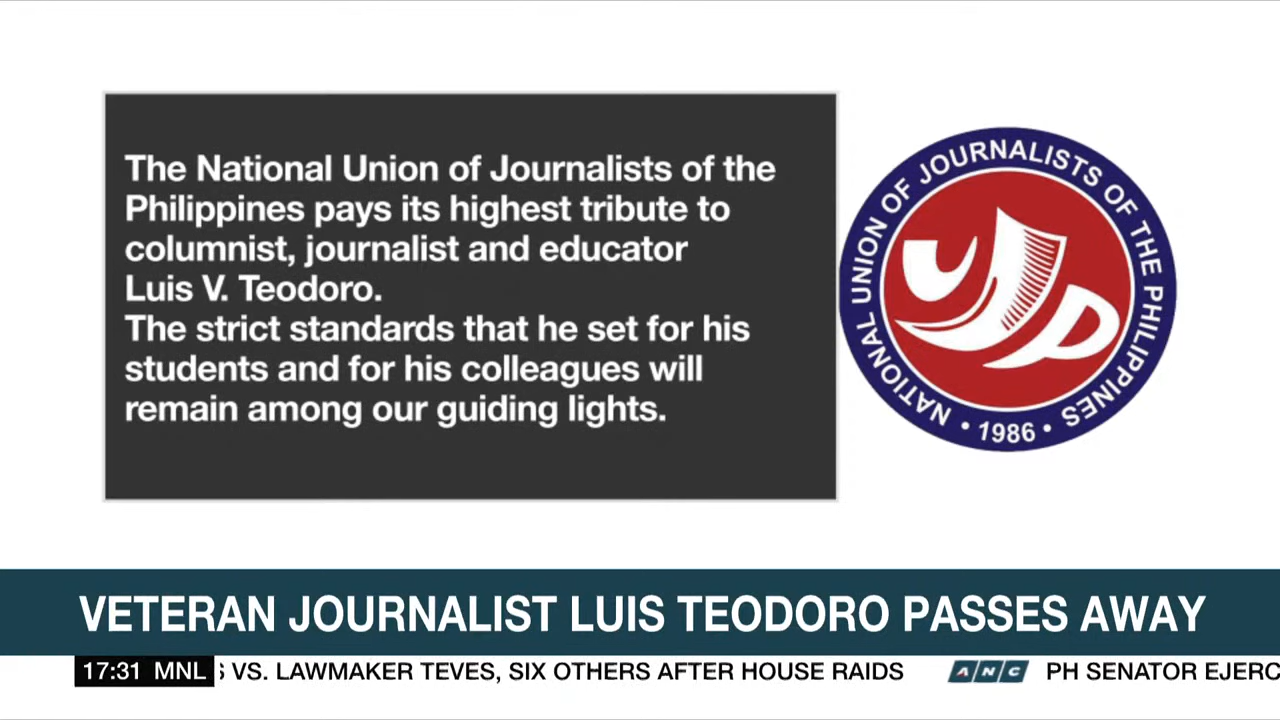 The National Union of Journalists of the
Philippines pays its highest tribute to
columnist, journalist and educator
Luis V. Teodoro.
The strict standards that he set for his
students and for his colleagues will
remain among our guiding lights.
NATIONAL UNION OF JOURNALISTS OF THE PHILIPPINES
UJP
• 1986 •
VETERAN JOURNALIST LUIS TEODORO PASSES AWAY
17:31 MNL VS. LAWMAKER TEVES, SIX OTHERS AFTER HOUSE RAIDS ANC PH SENATOR EJERC